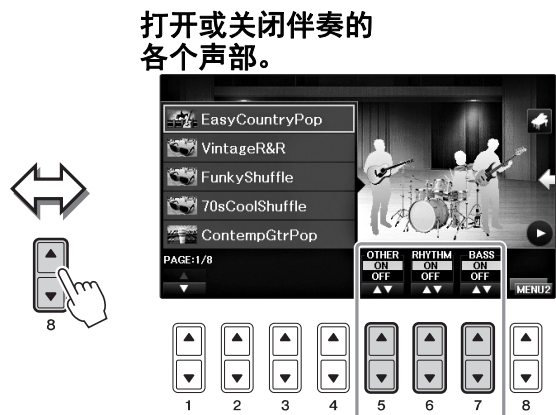 打开或关闭伴奏的
各个声部。
EasyCountryPop
VintageR&R
FunkyShuffle
70sCoolShuffle
ContempGtrPop
PAGE:1/8
OTHER RHYTHM BASS
ON ON ON
OFF OFF OFF
MENU2
8
1 2 3 4 5 6 7 8